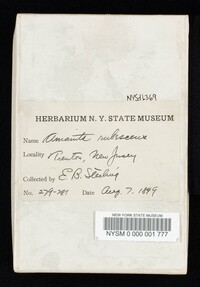 NYSf1369
HERBARIUM N. Y. STATE MUSEUM
Name Amanita rubescens
Locality Trenton, New Jersey
Collected by E. B. Sterling
No. 279-281 Date Aug. 7. 1899
NEW YORK STATE MUSEUM
NYSM 0 000 001 777